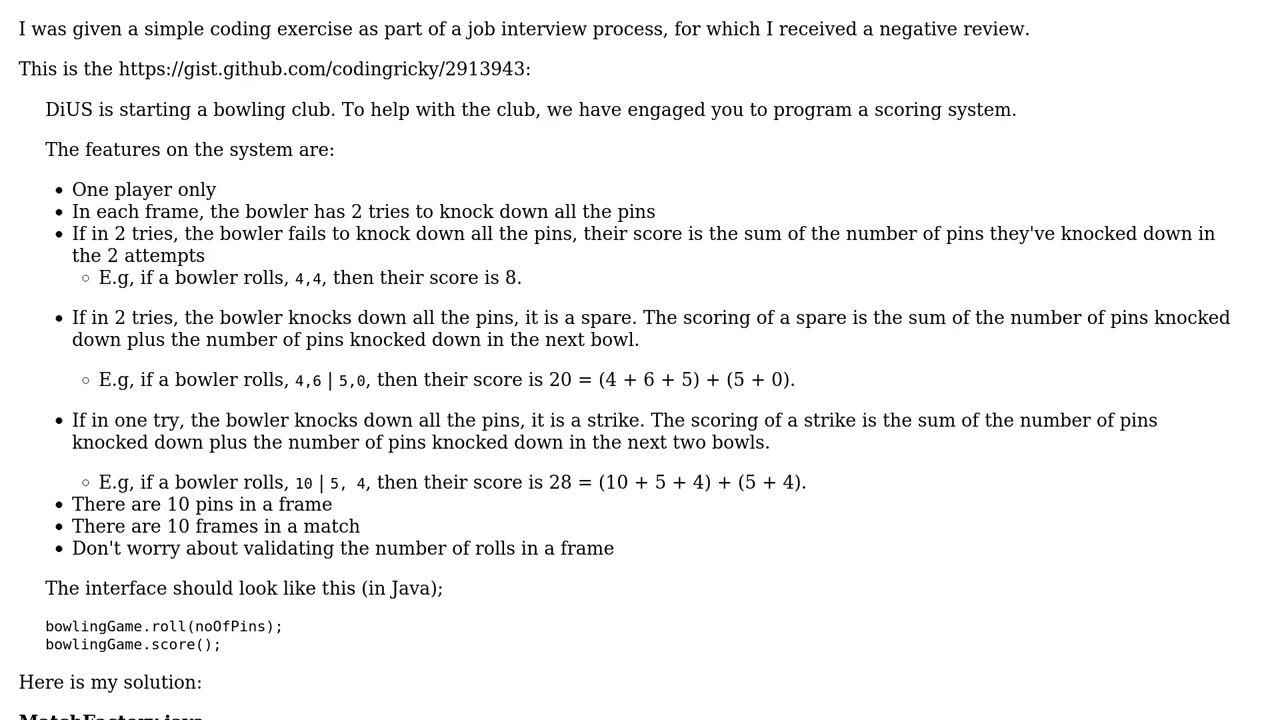 I was given a simple coding exercise as part of a job interview process, for which I received a negative review.
This is the https://gist.github.com/codingricky/2913943:
DiUS is starting a bowling club. To help with the club, we have engaged you to program a scoring system.
The features on the system are:
• One player only
• In each frame, the bowler has 2 tries to knock down all the pins
• If in 2 tries, the bowler fails to knock down all the pins, their score is the sum of the number of pins they've knocked down in
the 2 attempts
◦ E.g, if a bowler rolls, 4,4, then their score is 8.
• If in 2 tries, the bowler knocks down all the pins, it is a spare. The scoring of a spare is the sum of the number of pins knocked
down plus the number of pins knocked down in the next bowl.
◦ E.g, if a bowler rolls, 4,6 | 5,0, then their score is 20 = (4 + 6 + 5) + (5 + 0).
• If in one try, the bowler knocks down all the pins, it is a strike. The scoring of a strike is the sum of the number of pins
knocked down plus the number of pins knocked down in the next two bowls.
◦ E.g, if a bowler rolls, 10 | 5, 4, then their score is 28 = (10 + 5 + 4) + (5 + 4).
• There are 10 pins in a frame
• There are 10 frames in a match
• Don't worry about validating the number of rolls in a frame
The interface should look like this (in Java);
bowlingGame.roll(noOfPins);
bowlingGame.score();
Here is my solution:
MatchFactory.java